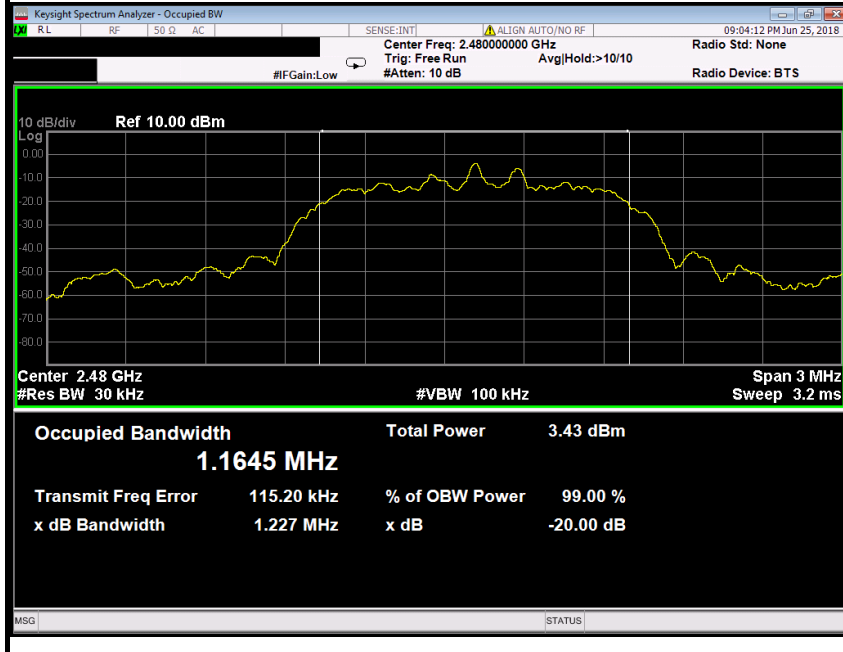 Keysight Spectrum Analyzer - Occupied BW
LXI RL RF 50 Ω AC SENSE:INT ALIGN AUTO/NO RF 09:04:12 PM Jun 25, 2018
Center Freq: 2.480000000 GHz Radio Std: None
Trig: Free Run Avg|Hold:>10/10
#IFGain:Low #Atten: 10 dB Radio Device: BTS
10 dB/div Ref 10.00 dBm
Log
0.00
-10.0
-20.0
-30.0
-40.0
-50.0
-60.0
-70.0
-80.0
Center 2.48 GHz Span 3 MHz
#Res BW 30 kHz #VBW 100 kHz Sweep 3.2 ms
Occupied Bandwidth Total Power 3.43 dBm
1.1645 MHz
Transmit Freq Error 115.20 kHz % of OBW Power 99.00 %
x dB Bandwidth 1.227 MHz x dB -20.00 dB
MSG STATUS